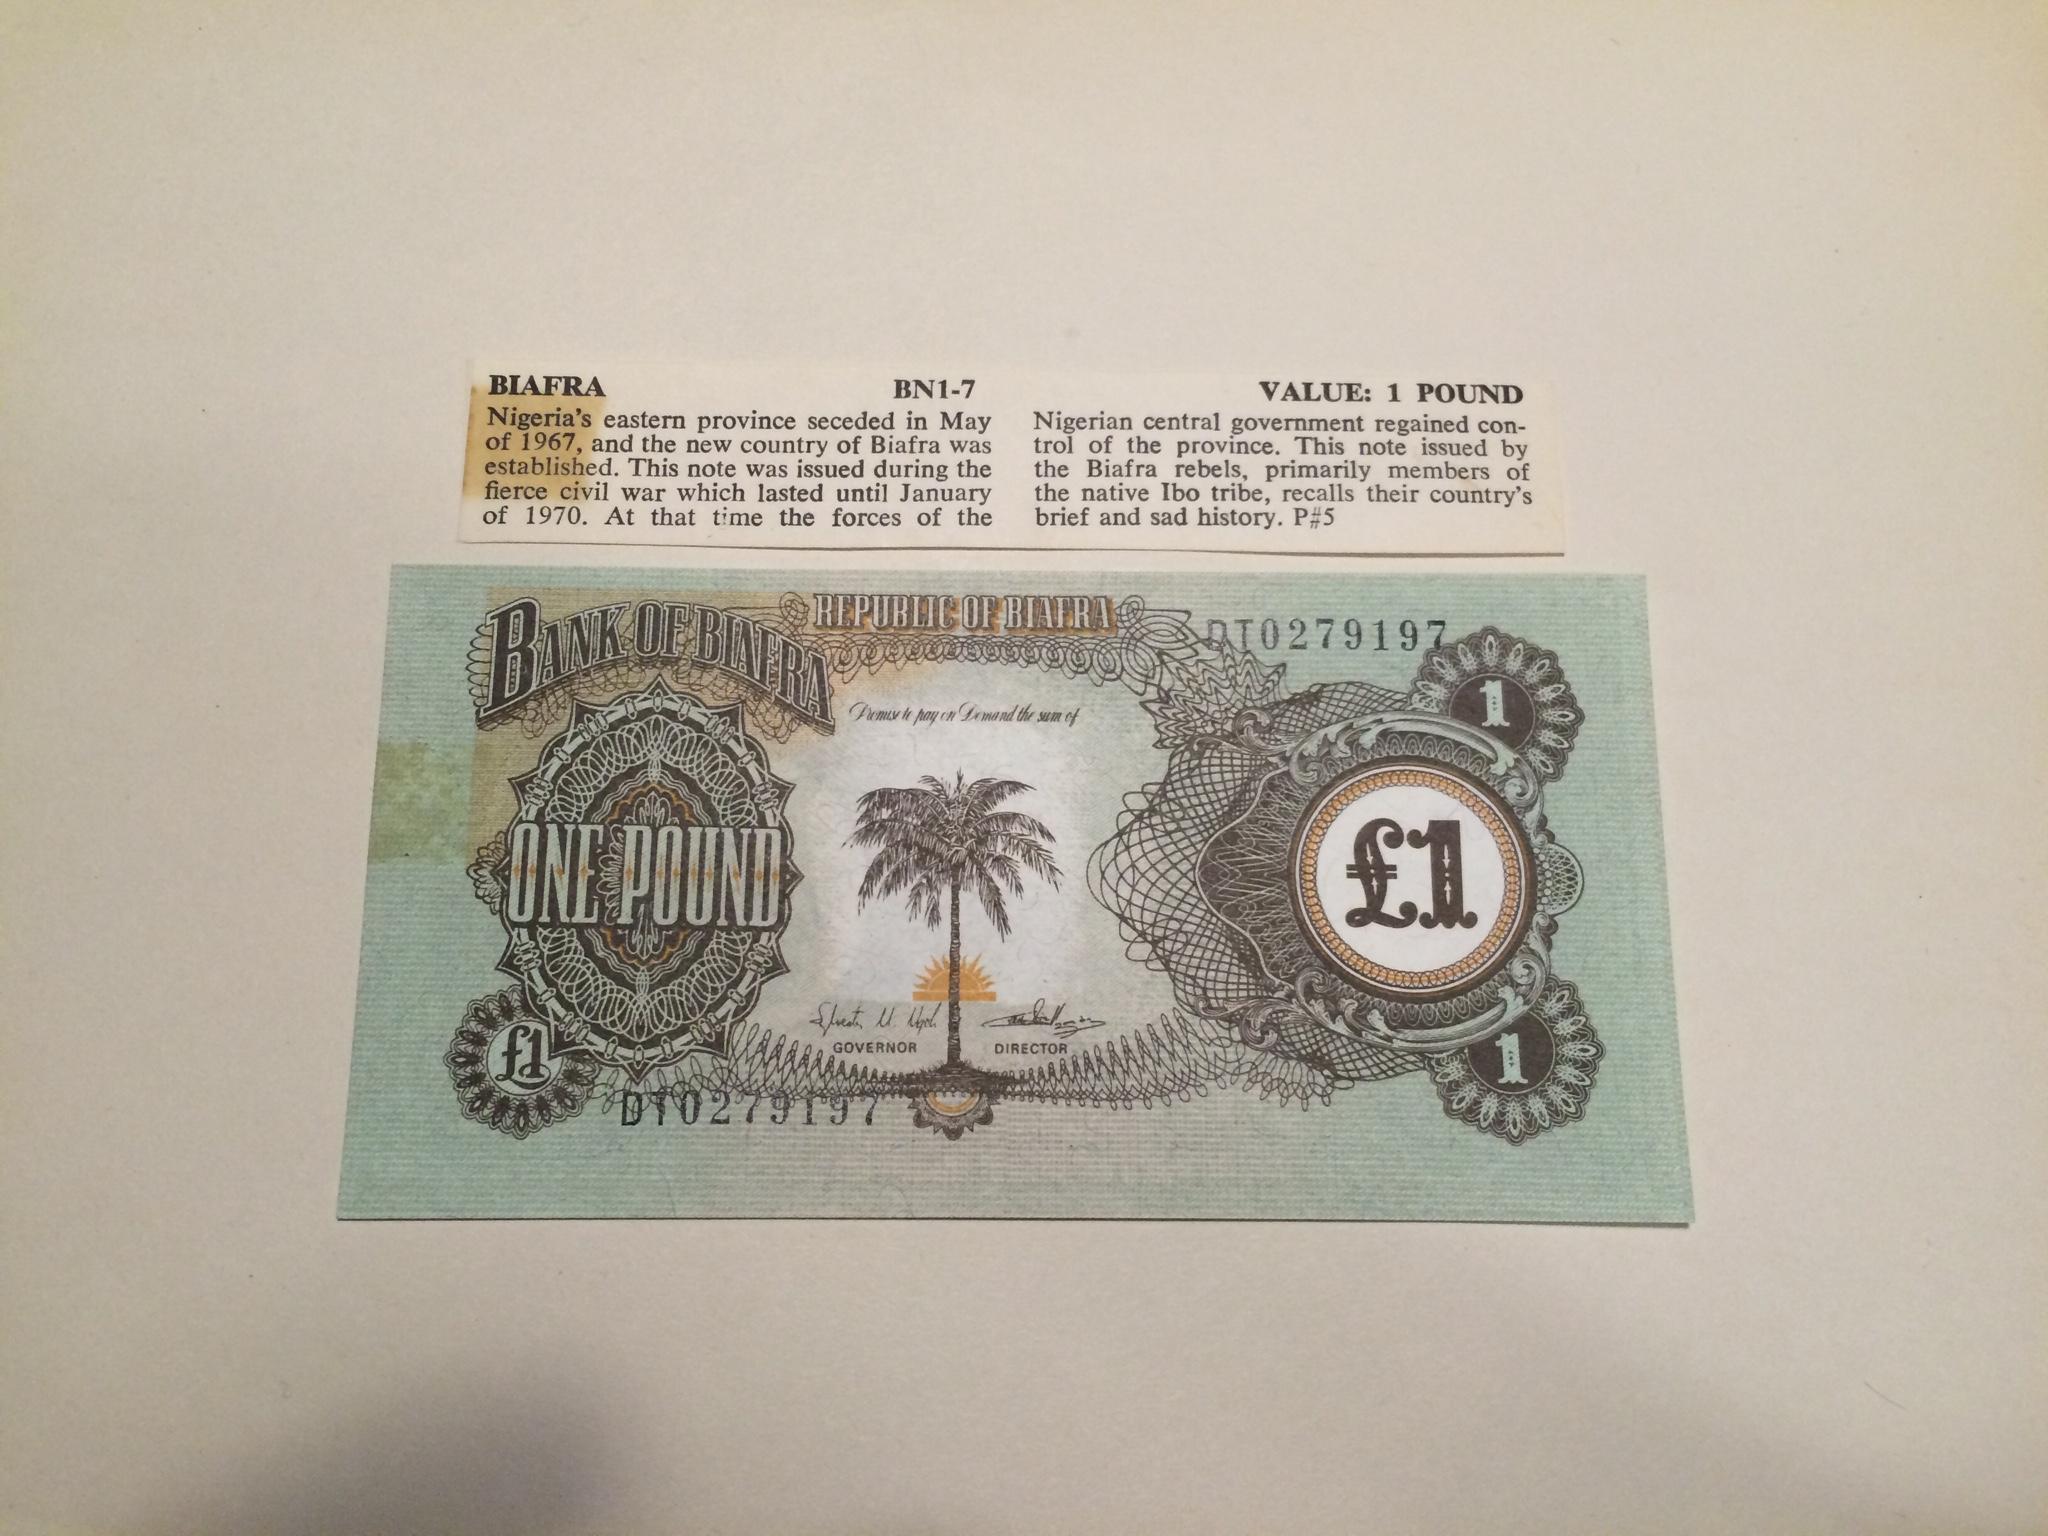 BIAFRA BN1-7 VALUE: 1 POUND
Nigeria's eastern province seceded in May
of 1967, and the new country of Biafra was
established. This note was issued during the
fierce civil war which lasted until January
of 1970. At that time the forces of the
Nigerian central government regained con-
trol of the province. This note issued by
the Biafra rebels, primarily members of
the native Ibo tribe, recalls their country's
brief and sad history. P#5
BANK OF BIAFRA
REPUBLIC OF BIAFRA
DT0279197
1
Promise to pay on Demand the sum of
ONE POUND
£1
GOVERNOR
DIRECTOR
£1
1
DT0279197